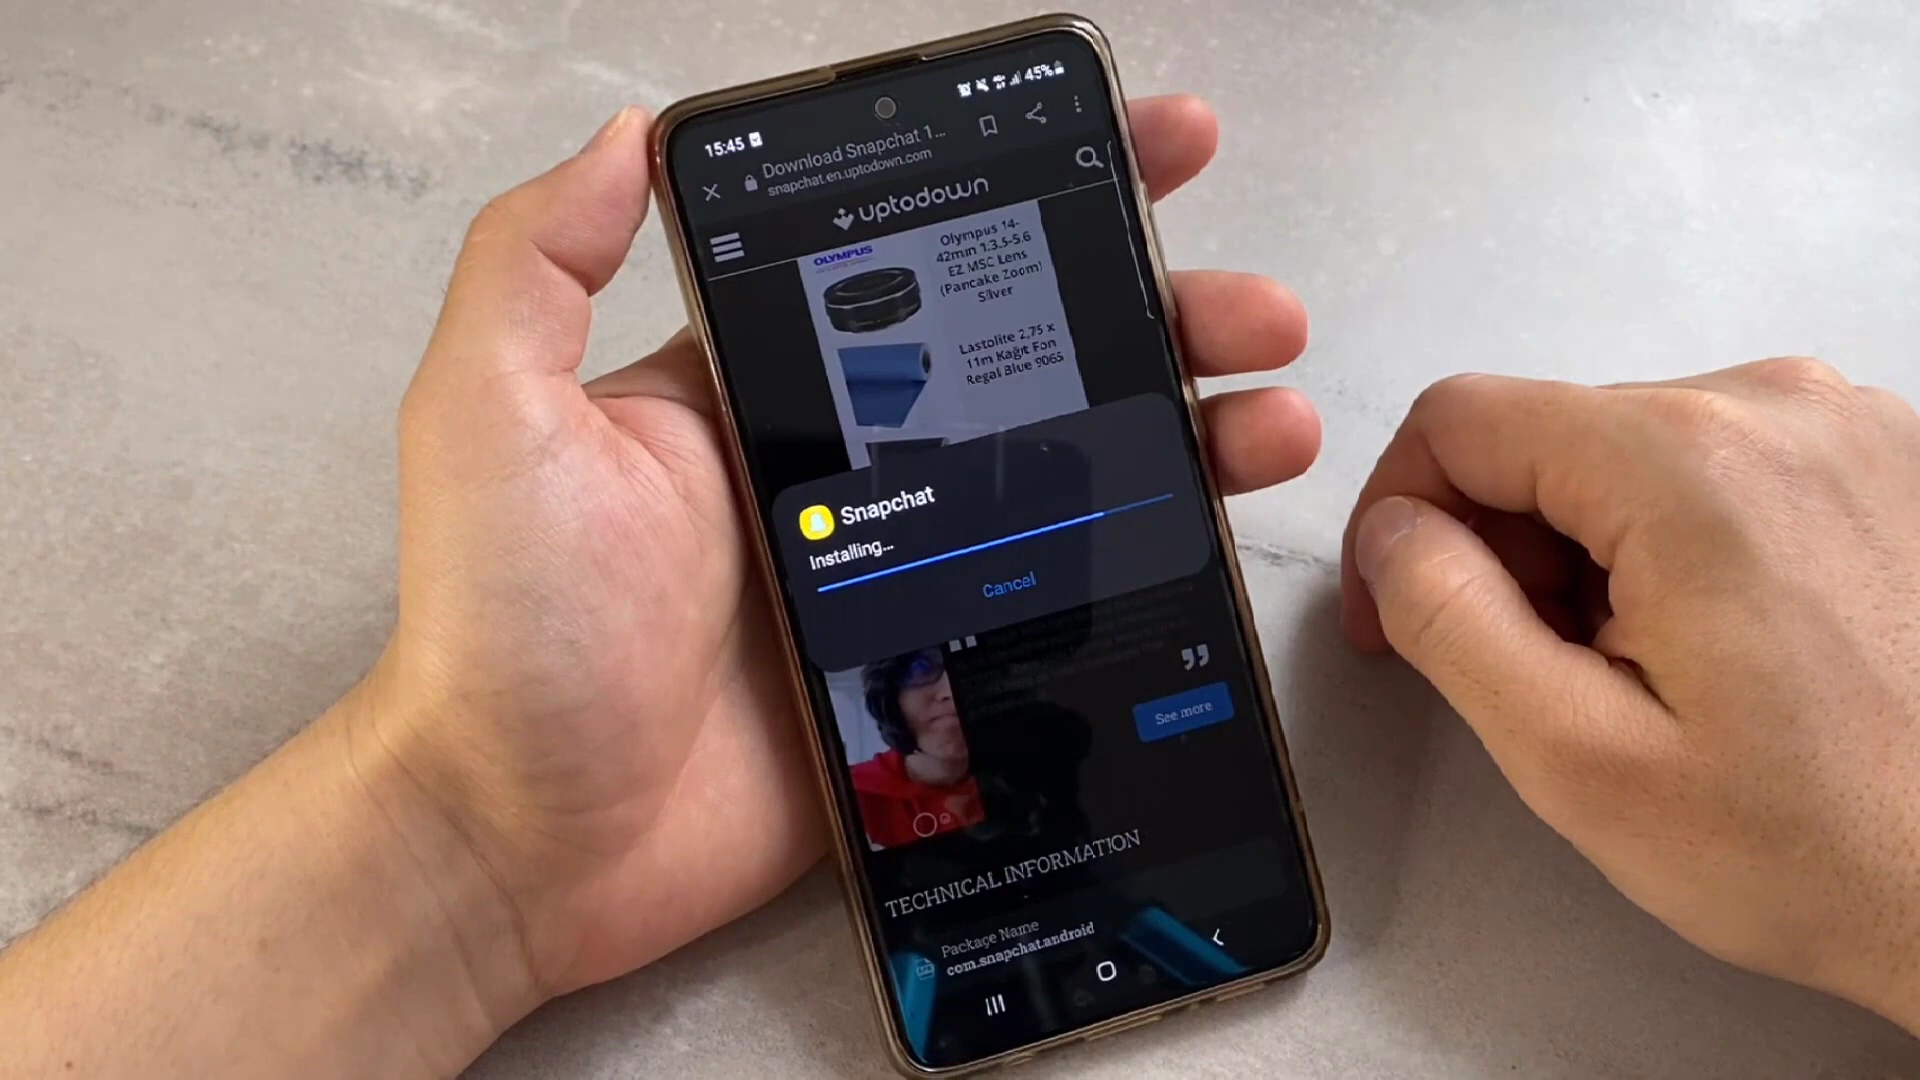 15:45
45%
Download Snapchat 1...
snapchat.en.uptodown.com
uptodown
OLYMPUS
Olympus 14-
42mm 1:3.5-5.6
EZ MSC Lens
(Pancake Zoom)
Silver
Lastolite 2,75 x
11m Kağıt Fon
Regal Blue 9065
Snapchat
Installing...
Cancel
"
See more
TECHNICAL INFORMATION
Package Name
com.snapchat.android